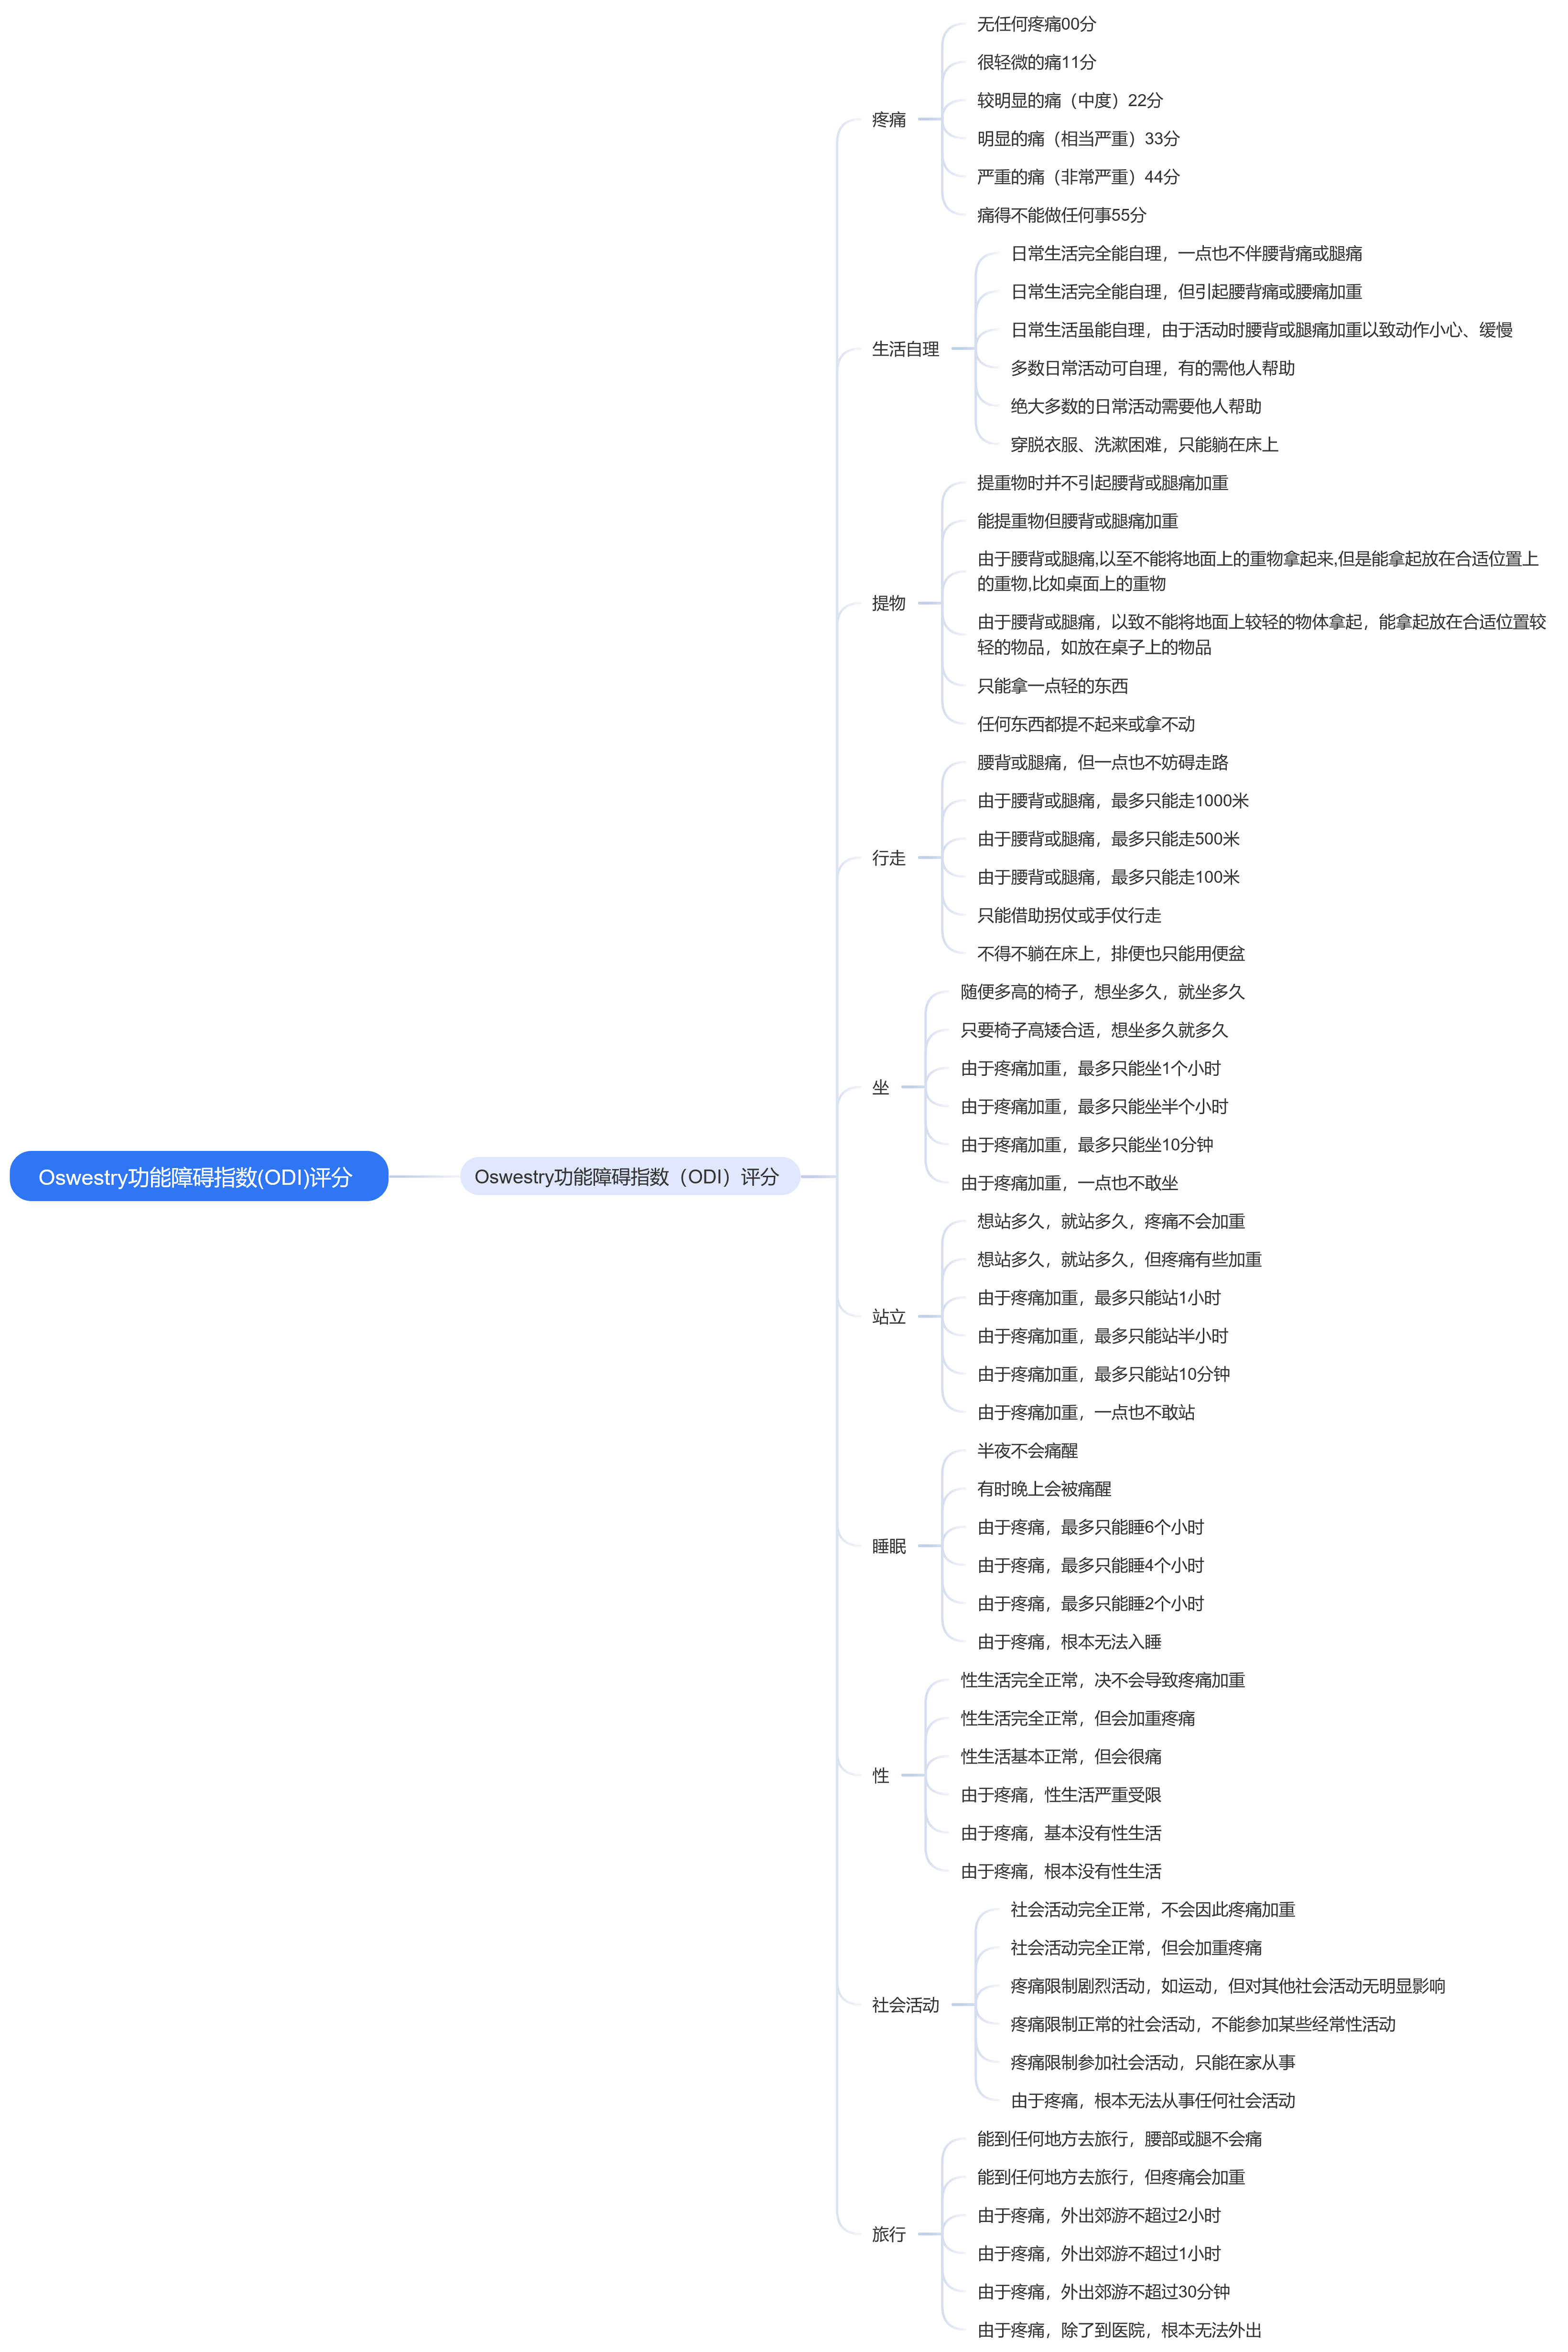 Oswestry功能障碍指数(ODI)评分
Oswestry功能障碍指数（ODI）评分
疼痛
无任何疼痛00分
很轻微的痛11分
较明显的痛（中度）22分
明显的痛（相当严重）33分
严重的痛（非常严重）44分
痛得不能做任何事55分
生活自理
日常生活完全能自理，一点也不伴腰背痛或腿痛
日常生活完全能自理，但引起腰背痛或腰痛加重
日常生活虽能自理，由于活动时腰背或腿痛加重以致动作小心、缓慢
多数日常活动可自理，有的需他人帮助
绝大多数的日常活动需要他人帮助
穿脱衣服、洗漱困难，只能躺在床上
提物
提重物时并不引起腰背或腿痛加重
能提重物但腰背或腿痛加重
由于腰背或腿痛,以至不能将地面上的重物拿起来,但是能拿起放在合适位置上
的重物,比如桌面上的重物
由于腰背或腿痛，以致不能将地面上较轻的物体拿起，能拿起放在合适位置较
轻的物品，如放在桌子上的物品
只能拿一点轻的东西
任何东西都提不起来或拿不动
行走
腰背或腿痛，但一点也不妨碍走路
由于腰背或腿痛，最多只能走1000米
由于腰背或腿痛，最多只能走500米
由于腰背或腿痛，最多只能走100米
只能借助拐仗或手仗行走
不得不躺在床上，排便也只能用便盆
坐
随便多高的椅子，想坐多久，就坐多久
只要椅子高矮合适，想坐多久就多久
由于疼痛加重，最多只能坐1个小时
由于疼痛加重，最多只能坐半个小时
由于疼痛加重，最多只能坐10分钟
由于疼痛加重，一点也不敢坐
站立
想站多久，就站多久，疼痛不会加重
想站多久，就站多久，但疼痛有些加重
由于疼痛加重，最多只能站1小时
由于疼痛加重，最多只能站半小时
由于疼痛加重，最多只能站10分钟
由于疼痛加重，一点也不敢站
睡眠
半夜不会痛醒
有时晚上会被痛醒
由于疼痛，最多只能睡6个小时
由于疼痛，最多只能睡4个小时
由于疼痛，最多只能睡2个小时
由于疼痛，根本无法入睡
性
性生活完全正常，决不会导致疼痛加重
性生活完全正常，但会加重疼痛
性生活基本正常，但会很痛
由于疼痛，性生活严重受限
由于疼痛，基本没有性生活
由于疼痛，根本没有性生活
社会活动
社会活动完全正常，不会因此疼痛加重
社会活动完全正常，但会加重疼痛
疼痛限制剧烈活动，如运动，但对其他社会活动无明显影响
疼痛限制正常的社会活动，不能参加某些经常性活动
疼痛限制参加社会活动，只能在家从事
由于疼痛，根本无法从事任何社会活动
旅行
能到任何地方去旅行，腰部或腿不会痛
能到任何地方去旅行，但疼痛会加重
由于疼痛，外出郊游不超过2小时
由于疼痛，外出郊游不超过1小时
由于疼痛，外出郊游不超过30分钟
由于疼痛，除了到医院，根本无法外出